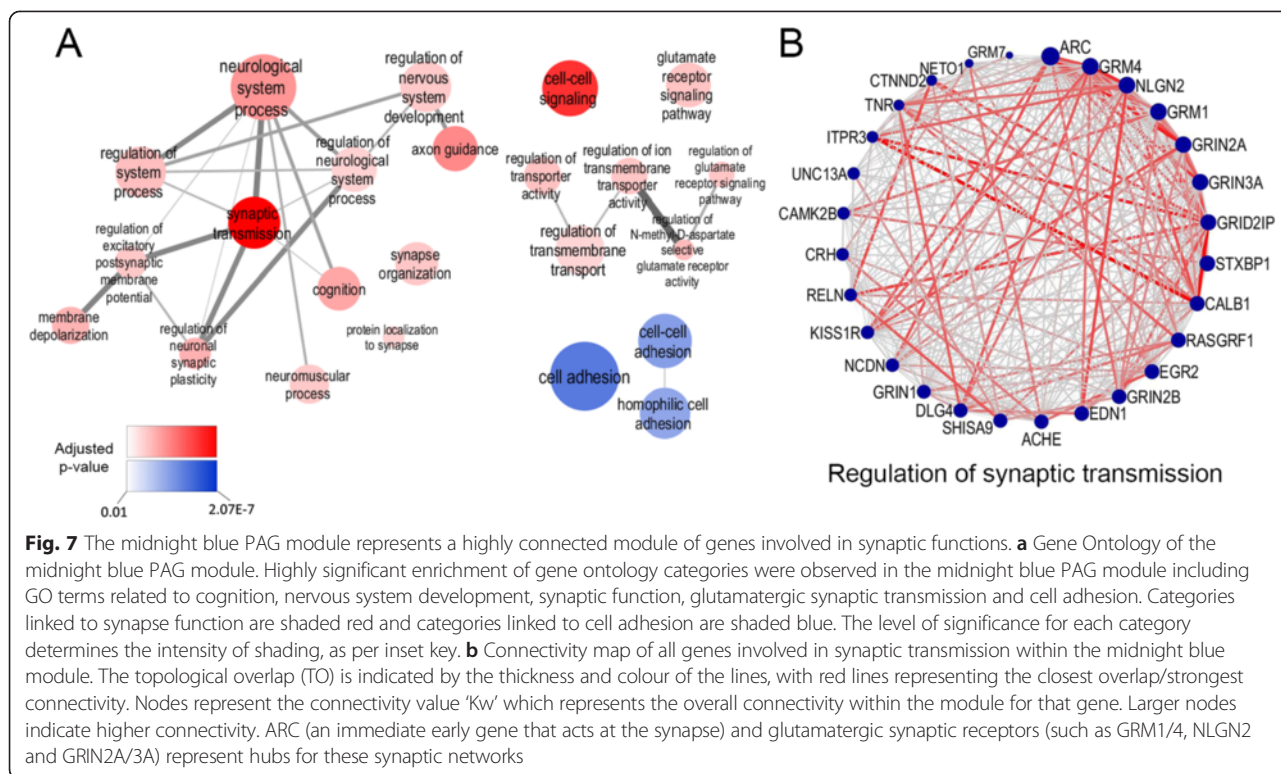 A
neurological
system
process
regulation of
nervous
system
development
axon guidance
regulation of
system
process
regulation of
neurological
system
process
synaptic
transmission
regulation of
excitatory
postsynaptic
membrane
potential
synapse
organization
cognition
membrane
depolarization
regulation of
neuronal
synaptic
plasticity
protein localization
to synapse
neuromuscular
process
cell-cell
signaling
glutamate
receptor
signaling
pathway
regulation of
transporter
activity
regulation of ion
transmembrane
transporter
activity
regulation of
glutamate
receptor signaling
pathway
regulation of
transmembrane
transport
regulation of
N-methyl-D-aspartate
selective
glutamate receptor
activity
cell-cell
adhesion
cell adhesion
homophilic cell
adhesion
Adjusted
p-value
0.01
2.07E-7
B
ARC
GRM4
NLGN2
GRM1
GRIN2A
GRIN3A
GRID2IP
STXBP1
CALB1
RASGRF1
EGR2
GRIN2B
EDN1
ACHE
SHISA9
DLG4
GRIN1
NCDN
KISS1R
RELN
CRH
CAMK2B
UNC13A
ITPR3
TNR
CTNND2
NETO1
GRM7
Regulation of synaptic transmission
Fig. 7 The midnight blue PAG module represents a highly connected module of genes involved in synaptic functions. a Gene Ontology of the
midnight blue PAG module. Highly significant enrichment of gene ontology categories were observed in the midnight blue PAG module including
GO terms related to cognition, nervous system development, synaptic function, glutamatergic synaptic transmission and cell adhesion. Categories
linked to synapse function are shaded red and categories linked to cell adhesion are shaded blue. The level of significance for each category
determines the intensity of shading, as per inset key. b Connectivity map of all genes involved in synaptic transmission within the midnight blue
module. The topological overlap (TO) is indicated by the thickness and colour of the lines, with red lines representing the closest overlap/strongest
connectivity. Nodes represent the connectivity value ‘Kw’ which represents the overall connectivity within the module for that gene. Larger nodes
indicate higher connectivity. ARC (an immediate early gene that acts at the synapse) and glutamatergic synaptic receptors (such as GRM1/4, NLGN2
and GRIN2A/3A) represent hubs for these synaptic networks